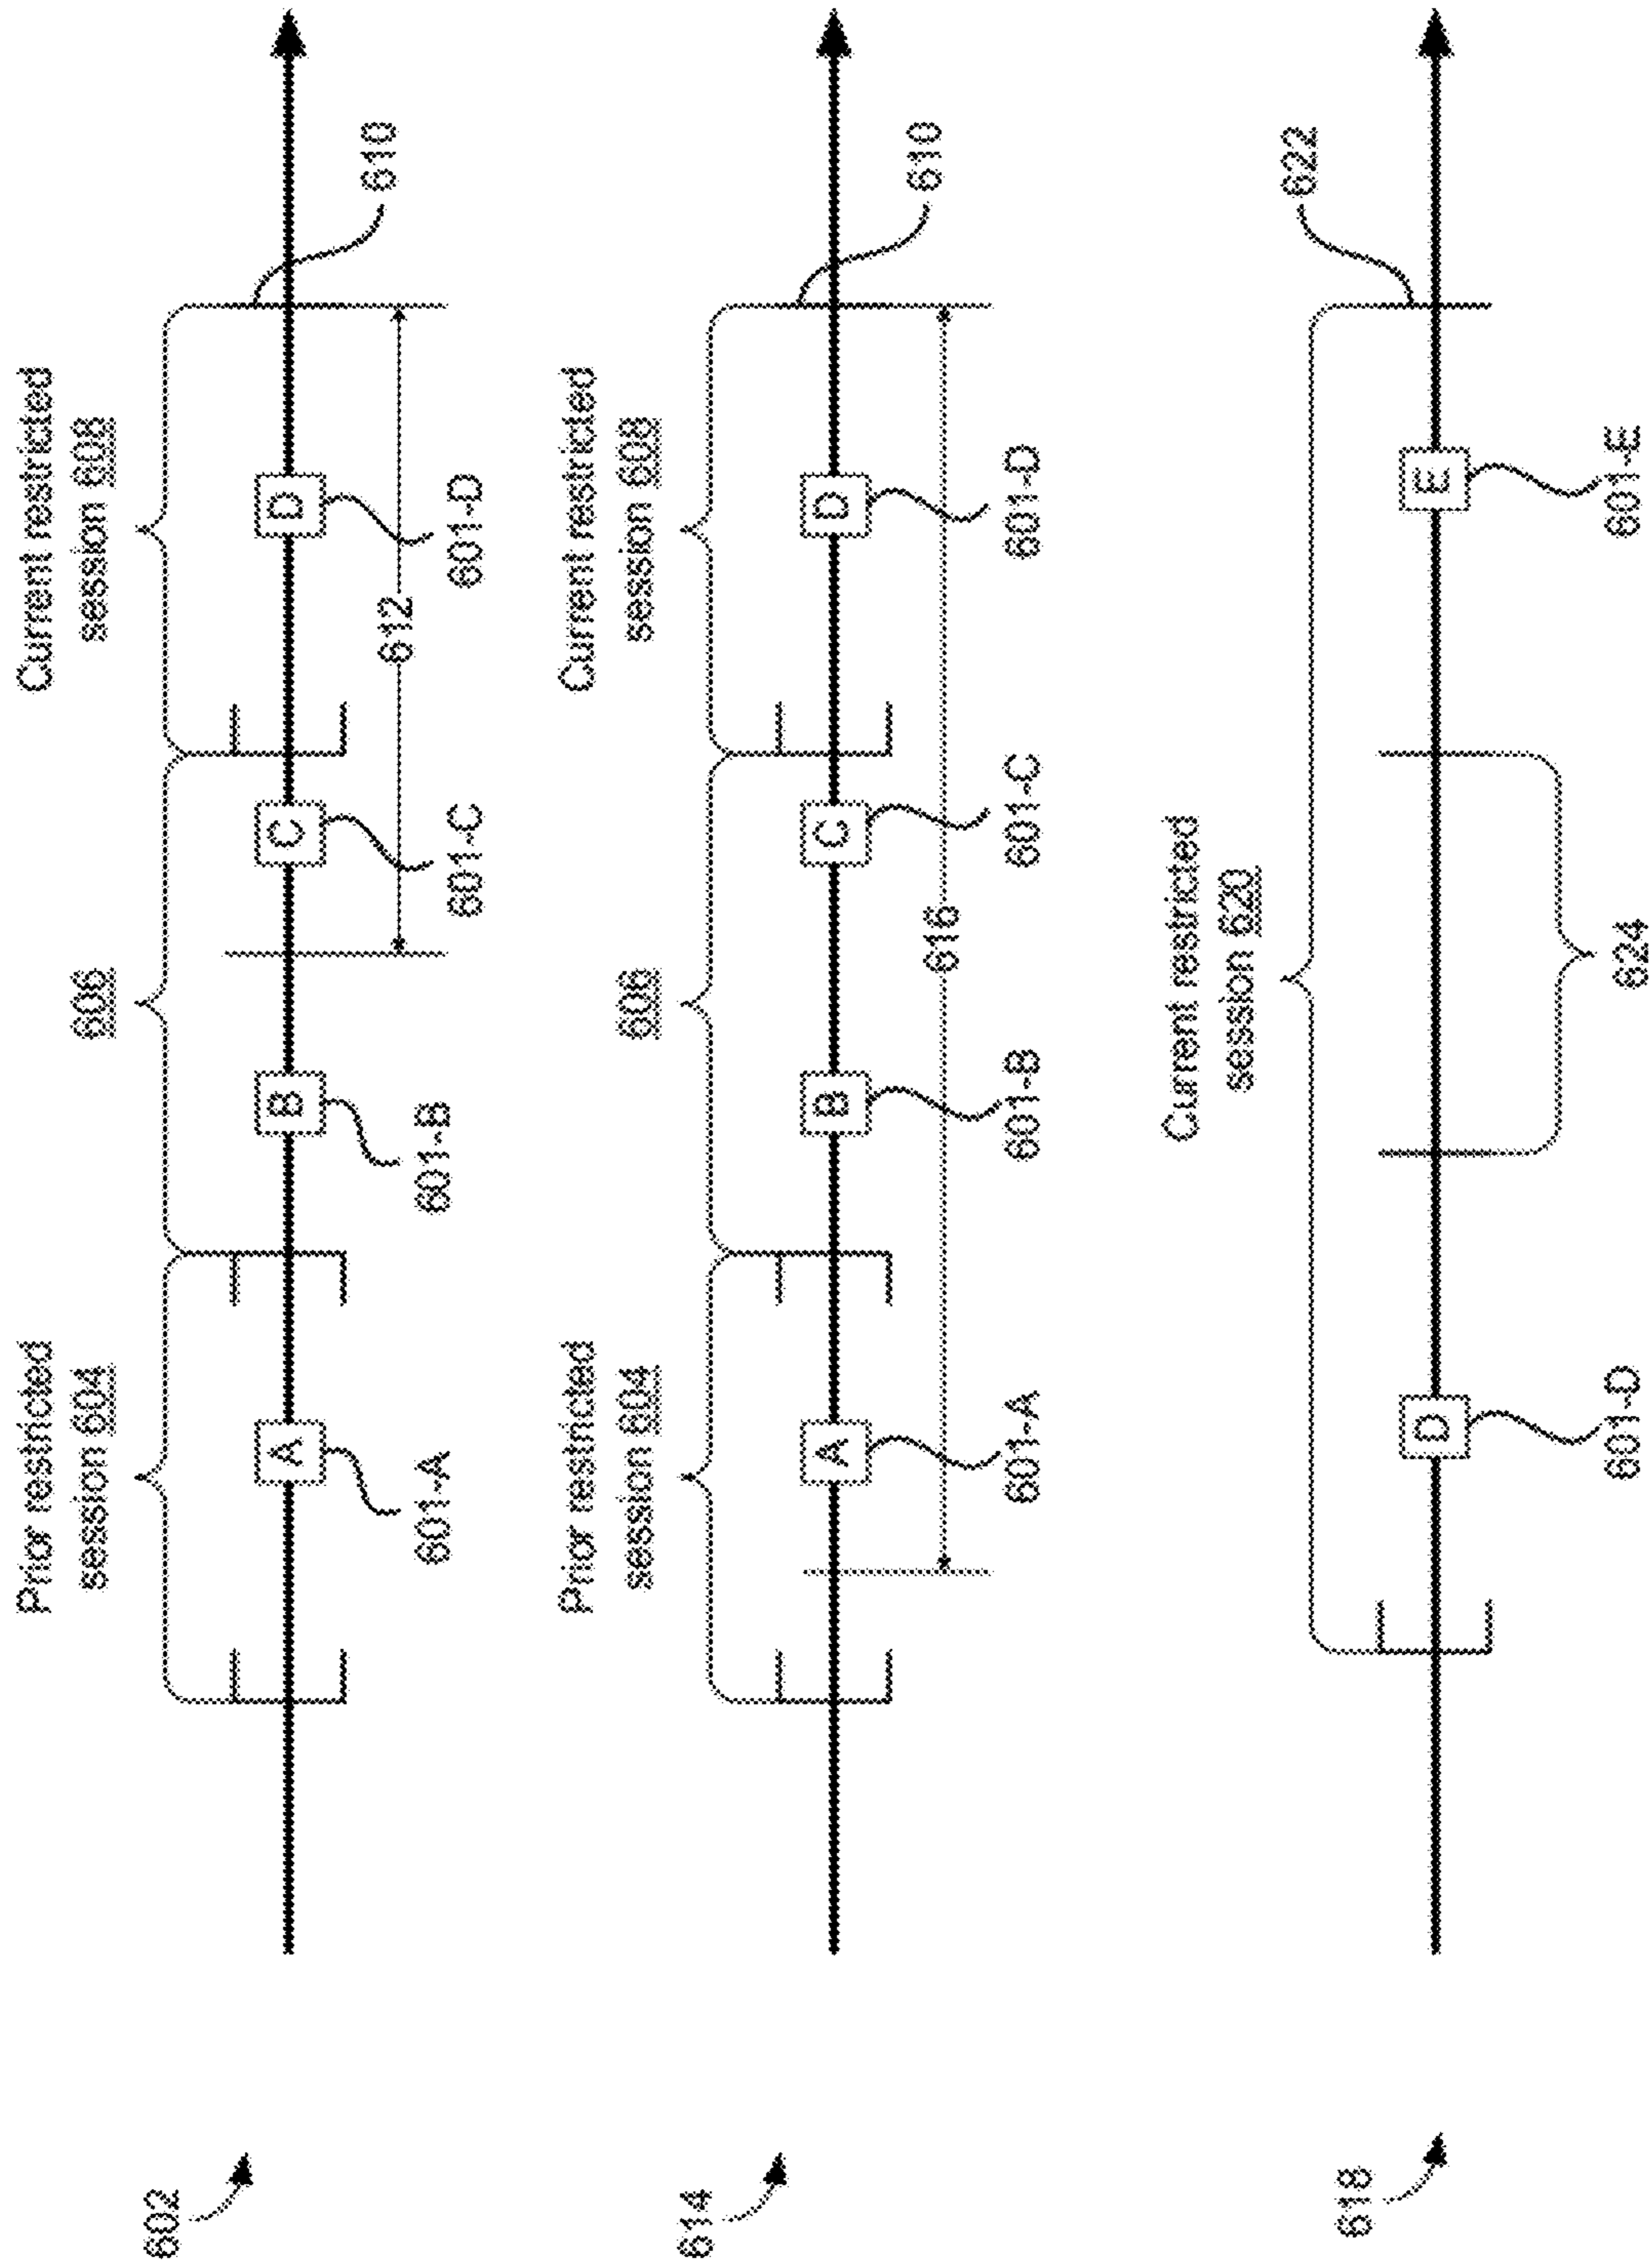 602
Prior restricted
session 604
606
Current restricted
session 608
A
B
C
D
610
612
601-A
601-B
601-C
601-D
614
Prior restricted
session 604
606
Current restricted
session 608
A
B
C
D
610
616
601-A
601-B
601-C
601-D
618
Current restricted
session 620
622
D
E
624
601-D
601-E